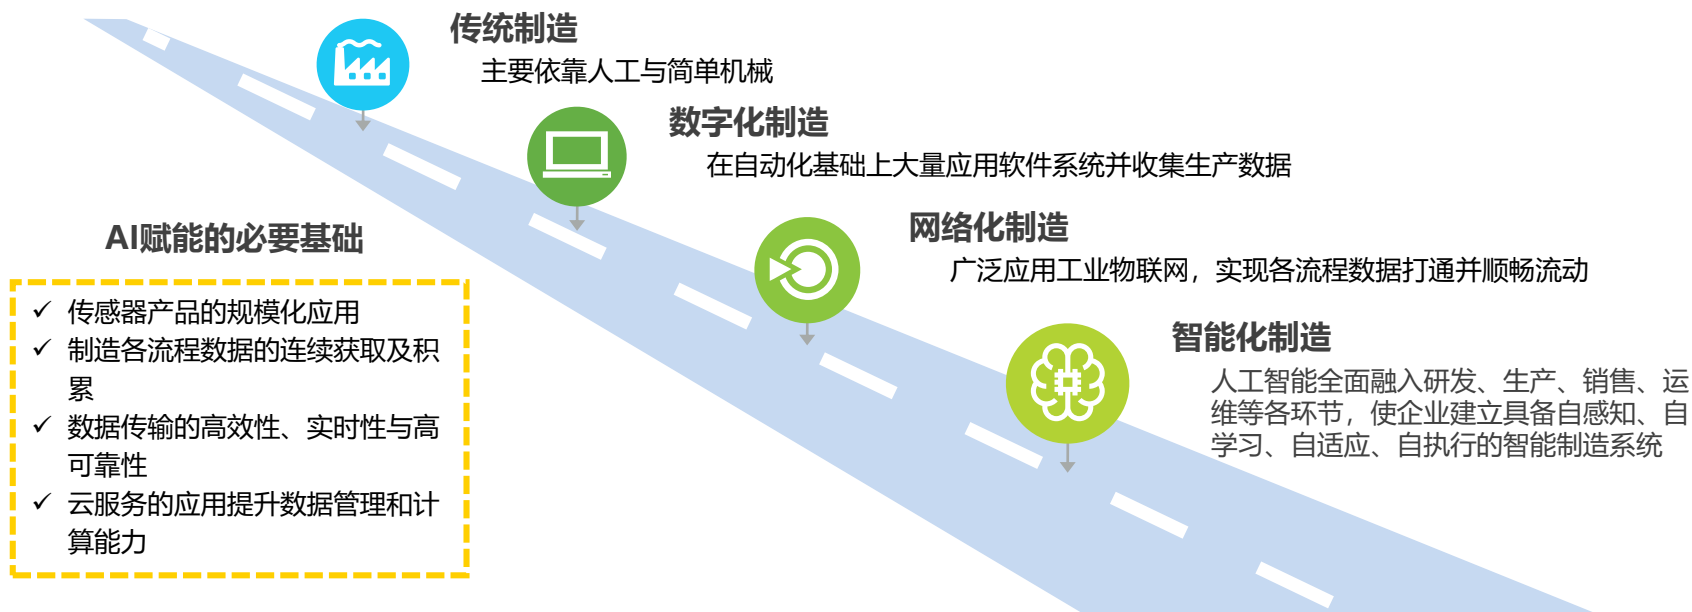 传统制造
主要依靠人工与简单机械
数字化制造
在自动化基础上大量应用软件系统并收集生产数据
网络化制造
广泛应用工业物联网，实现各流程数据打通并顺畅流动
智能化制造
人工智能全面融入研发、生产、销售、运
维等各环节，使企业建立具备自感知、自
学习、自适应、自执行的智能制造系统
AI赋能的必要基础
✓ 传感器产品的规模化应用
✓ 制造各流程数据的连续获取及积
累
✓ 数据传输的高效性、实时性与高
可靠性
✓ 云服务的应用提升数据管理和计
算能力